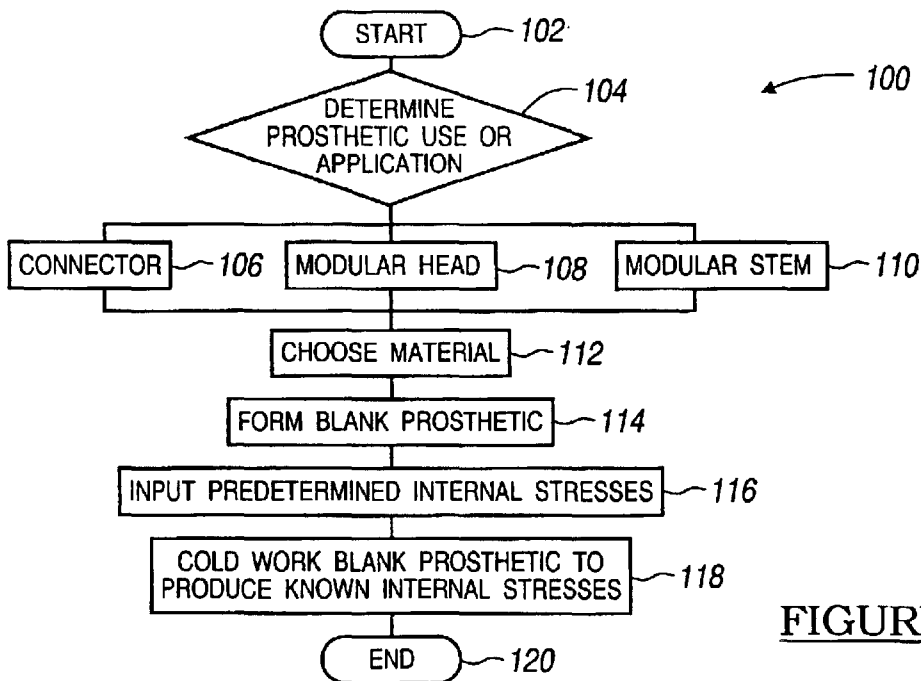 START
102
104
100
DETERMINE
PROSTHETIC USE OR
APPLICATION
CONNECTOR
106
MODULAR HEAD
108
MODULAR STEM
110
CHOOSE MATERIAL
112
FORM BLANK PROSTHETIC
114
INPUT PREDETERMINED INTERNAL STRESSES
116
COLD WORK BLANK PROSTHETIC TO
PRODUCE KNOWN INTERNAL STRESSES
118
END
120
FIGUR